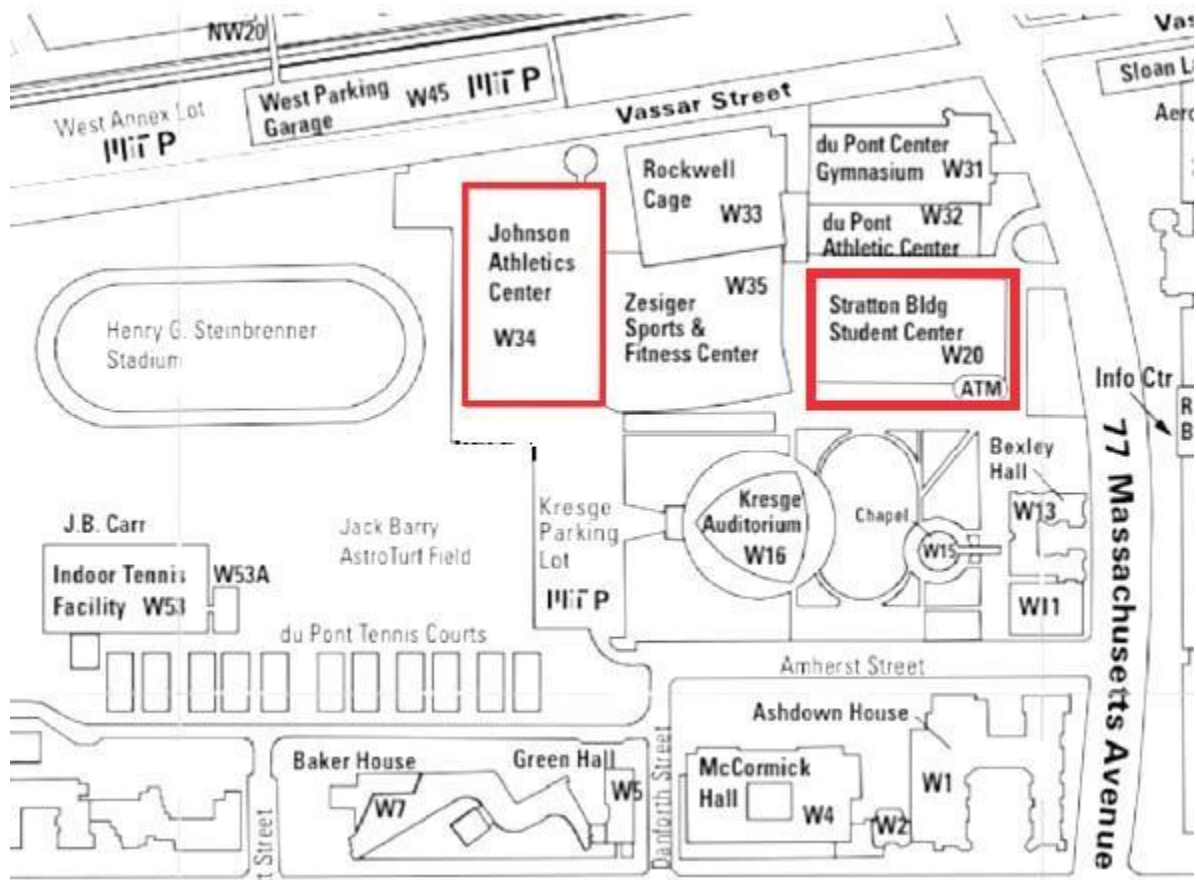 NW20
West Parking
Garage
W45
MIT P
West Annex Lot
MIT P
Vassar Street
Sloan
du Pont Center
Gymnasium W31
Rockwell
Cage
W33
du Pont W32
Athletic Center
Johnson
Athletics
Center
W34
W35
Zesiger
Sports &
Fitness Center
Stratton Bldg
Student Center
W20
ATM
Henry G. Steinbrenner
Stadium
Info Ctr
77 Massachusetts Avenue
Bexley
Hall
W13
Kresge
Auditorium
W16
Chapel
W15
W11
Kresge
Parking
Lot
MIT P
Jack Barry
AstroTurf Field
J.B. Carr
Indoor Tennis
Facility W53
W53A
du Pont Tennis Courts
Amherst Street
Ashdown House
W1
McCormick
Hall
W4
W2
Danforth Street
Baker House
W7
Green Hall
W5
Street